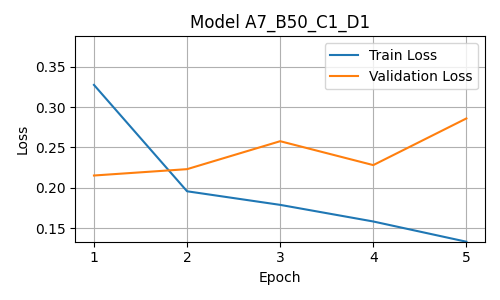 Model A7_B50_C1_D1
Train Loss
Validation Loss
Loss
0.35
0.30
0.25
0.20
0.15
1 2 3 4 5
Epoch